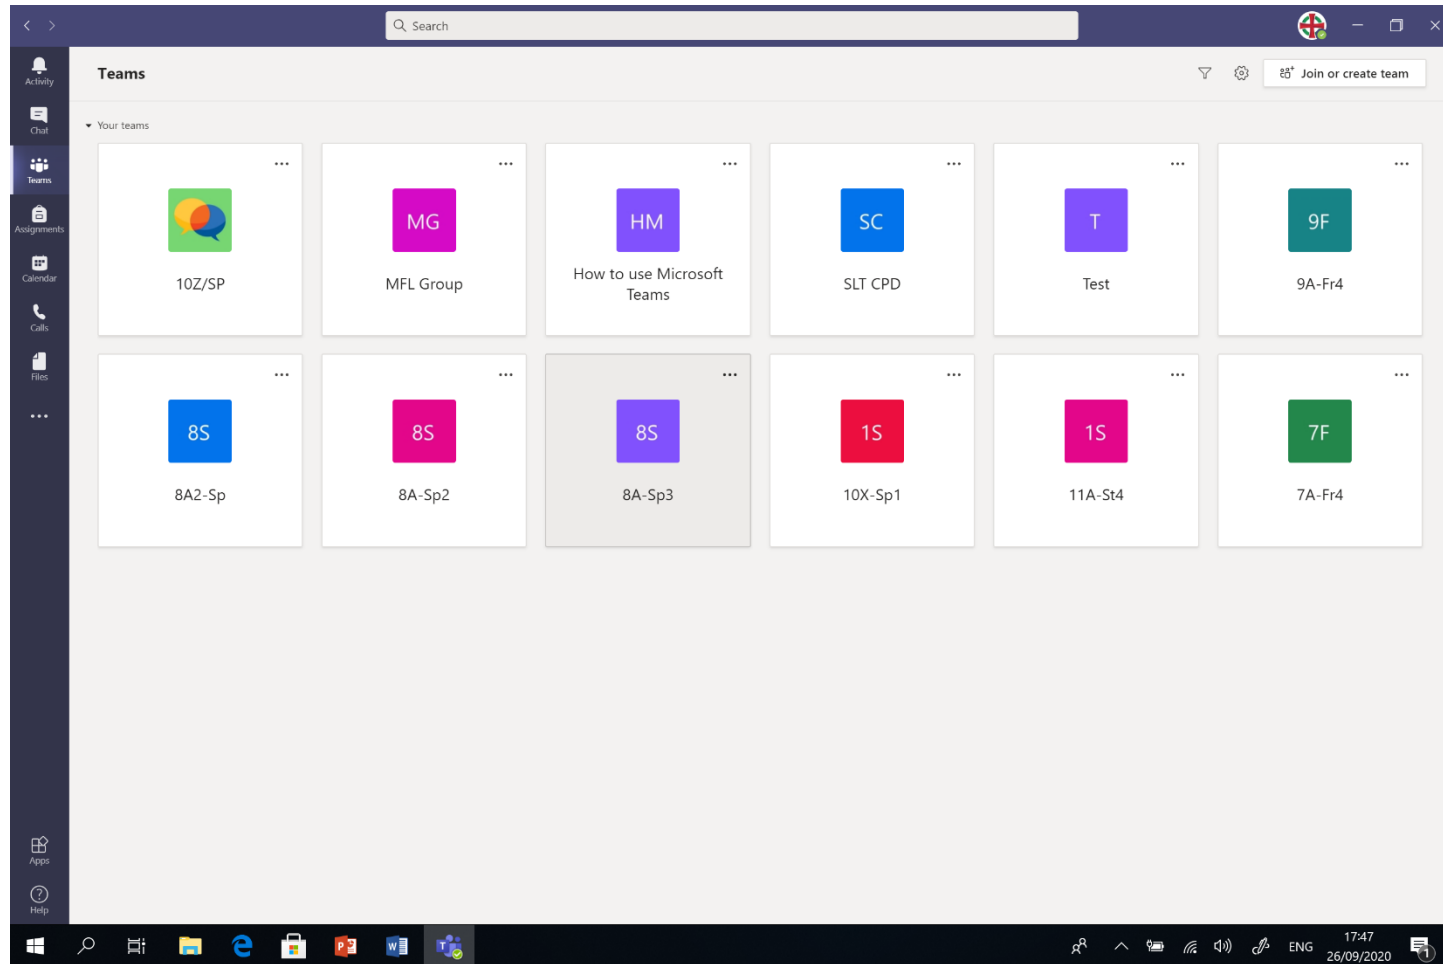 Search
Activity
Chat
Teams
Assignments
Calendar
Calls
Files
Apps
Help
Teams
Join or create team
Your teams
10Z/SP
MG
MFL Group
HM
How to use Microsoft
Teams
SC
SLT CPD
T
Test
9F
9A-Fr4
8S
8A2-Sp
8S
8A-Sp2
8S
8A-Sp3
1S
10X-Sp1
1S
11A-St4
7F
7A-Fr4
ENG
17:47
26/09/2020
1